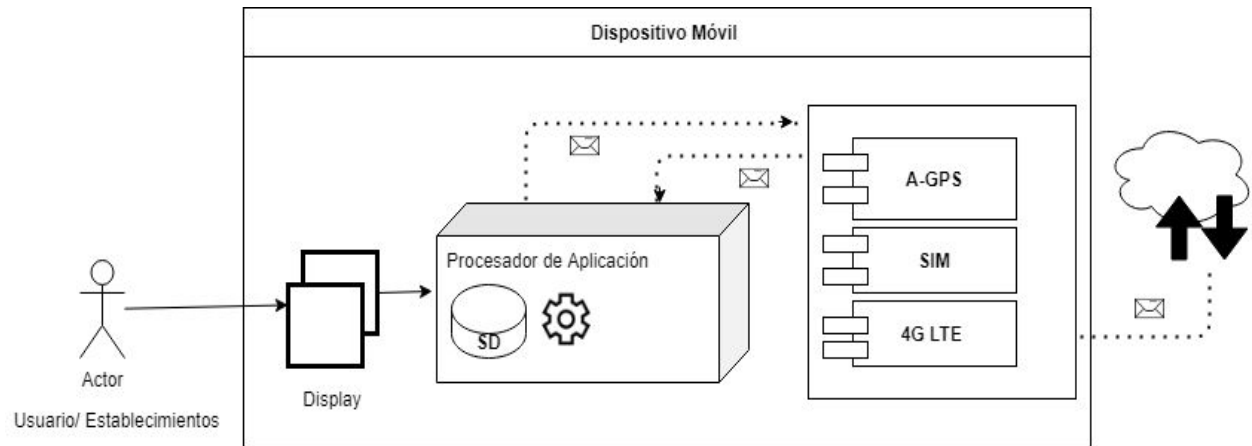 Dispositivo Móvil
A-GPS
Procesador de Aplicación
SIM
SD
4G LTE
Actor
Display
Usuario/ Establecimientos